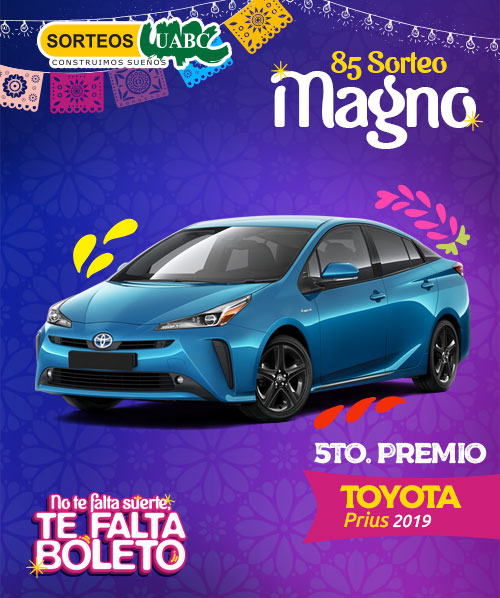 SORTEOS UABC
CONSTRUIMOS SUEÑOS
85 Sorteo
Magno
5TO. PREMIO
TOYOTA
Prius 2019
No te falta suerte,
TE FALTA
BOLETO